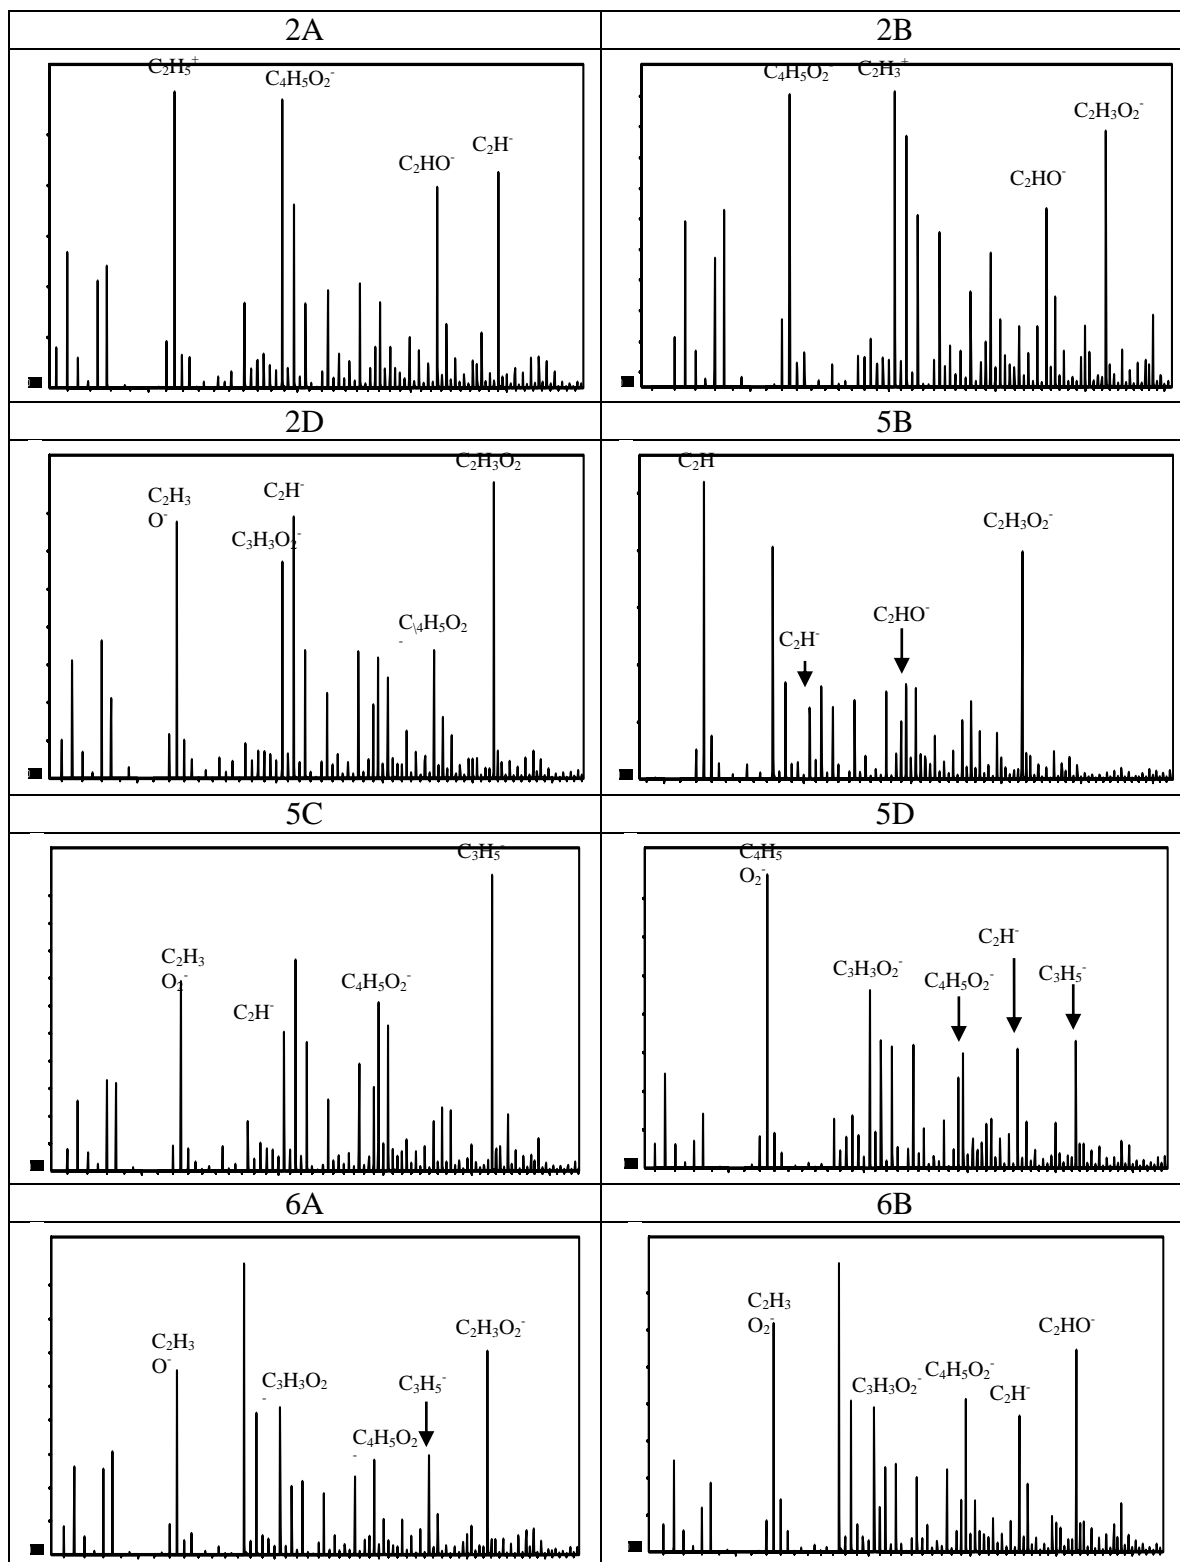 2A
2B
C₂H₅⁺
C₄H₅O₂⁻
C₂HO⁻
C₂H⁻
C₄H₅O₂⁻
C₂H₃⁺
C₂HO⁻
C₂H₃O₂⁻
2D
5B
C₂H₃
O⁻
C₃H₃O₂⁻
C₂H⁻
C\₄H₅O₂
-
C₂H₃O₂
C₂H
C₂H⁻
C₂HO⁻
C₂H₃O₂⁻
5C
5D
C₂H₃
O₂⁻
C₂H⁻
C₄H₅O₂⁻
C₃H₅⁻
C₄H₅
O₂⁻
C₃H₃O₂⁻
C₄H₅O₂⁻
C₂H⁻
C₃H₅⁻
6A
6B
C₂H₃
O⁻
C₃H₃O₂
-
C₄H₅O₂
-
C₃H₅⁻
C₂H₃O₂⁻
C₂H₃
O₂⁻
C₃H₃O₂⁻
C₄H₅O₂⁻
C₂H⁻
C₂HO⁻